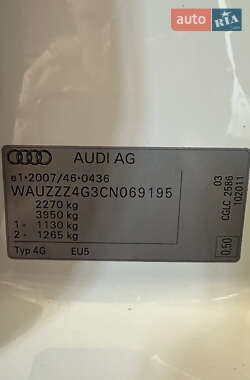 AUTO
RIA
.com
AUDI AG
e1*2007/46*0436
WAUZZZ4G3CN069195
2270 kg
3950 kg
1 - 1130 kg
2 - 1265 kg
Typ 4G EU5
03
CGLC 2586
102011
0,50